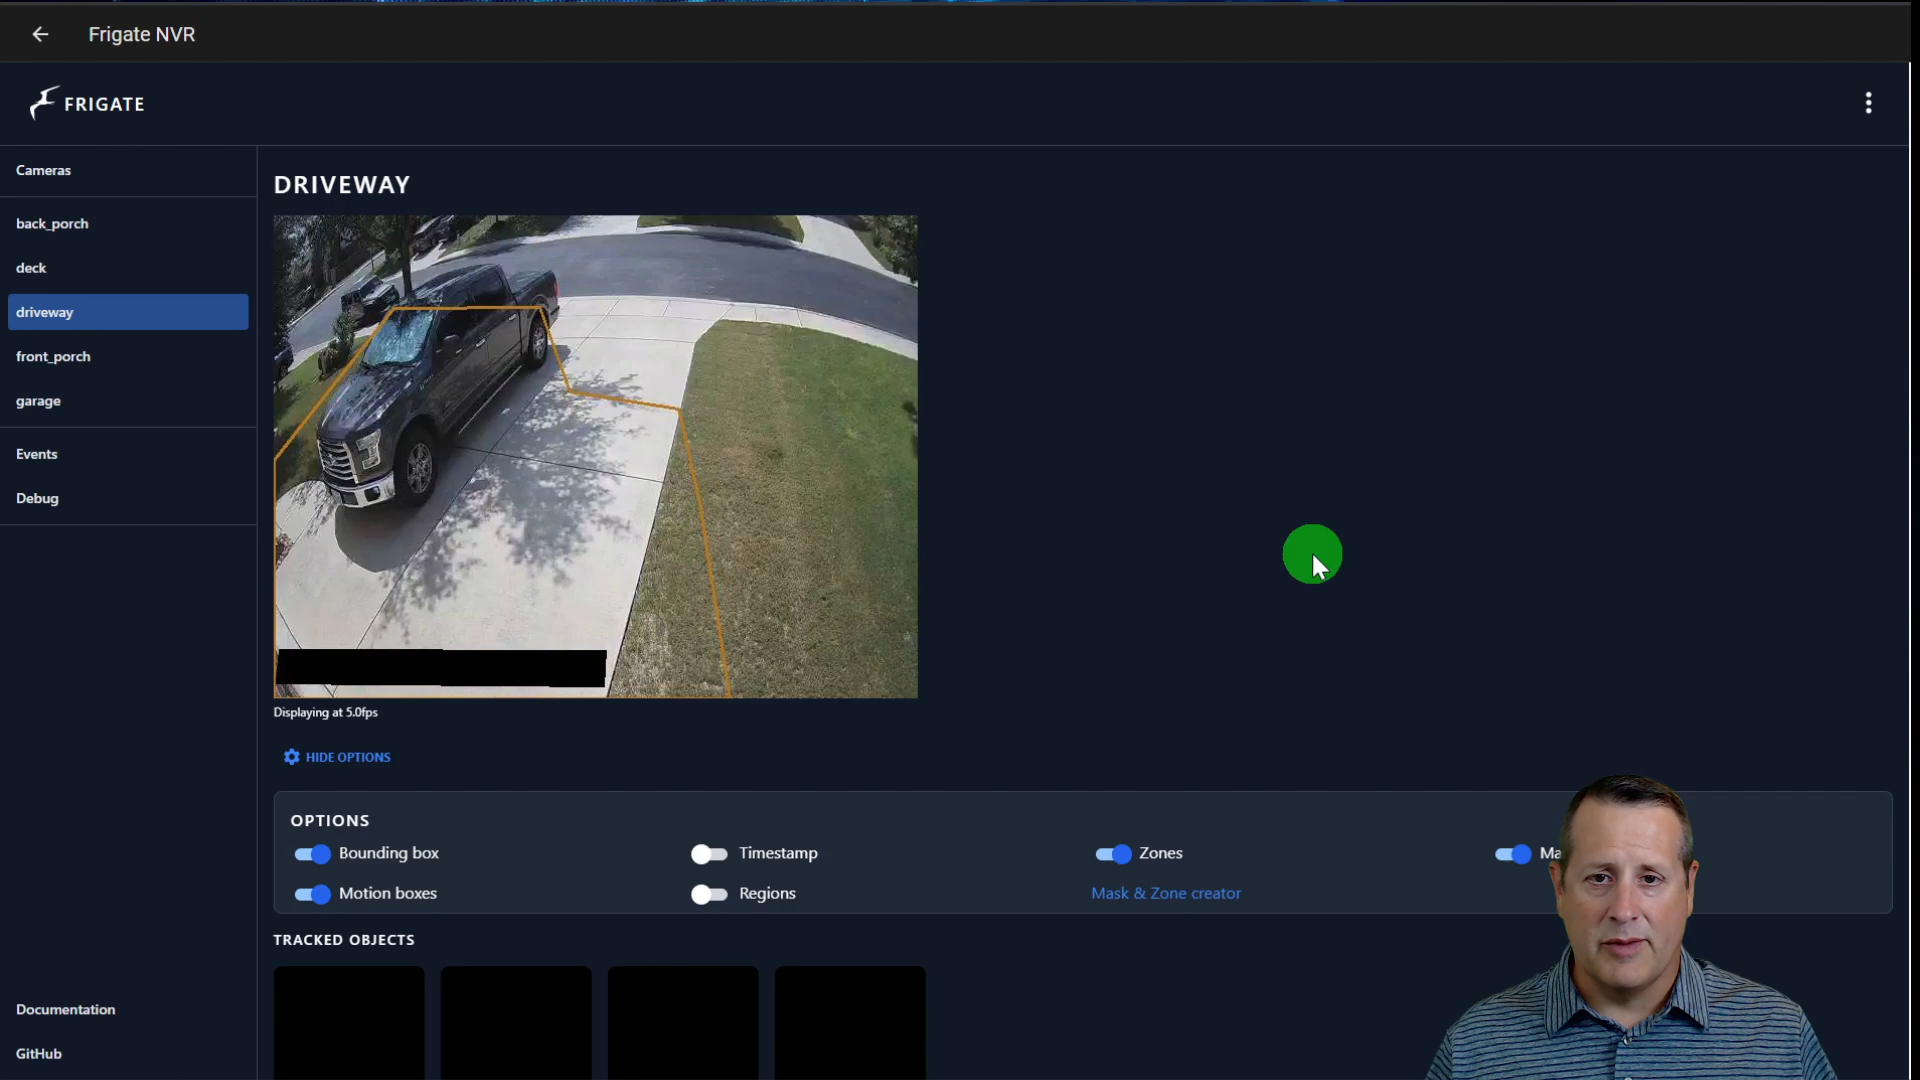 Frigate NVR
FRIGATE
Cameras
back_porch
deck
driveway
front_porch
garage
Events
Debug
Documentation
GitHub
DRIVEWAY
Displaying at 5.0fps
HIDE OPTIONS
OPTIONS
Bounding box
Timestamp
Zones
Motion boxes
Regions
Mask & Zone creator
TRACKED OBJECTS